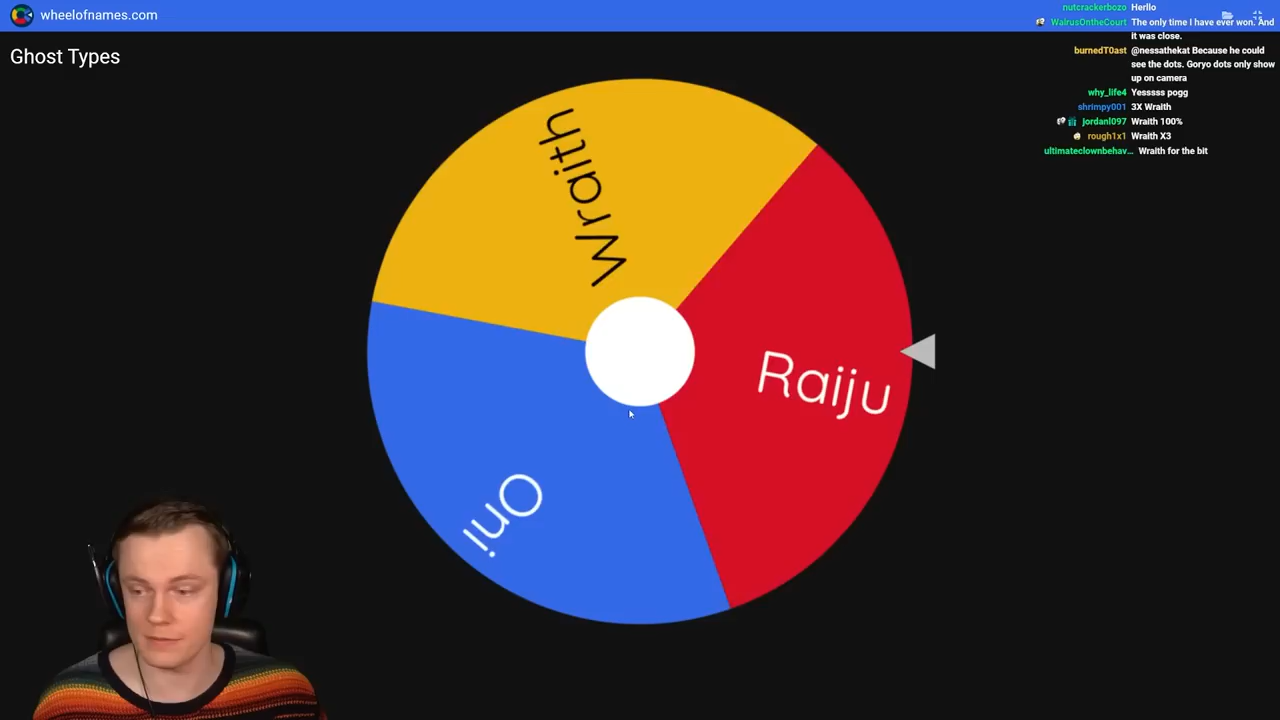 wheelofnames.com
Ghost Types
Wraith
Raiju
Oni
nutcrackerbozo Herllo
WalrusOntheCourt The only time I have ever won. And
it was close.
burnedT0ast @nessathekat Because he could
see the dots. Goryo dots only show
up on camera
why_life4 Yesssss pogg
shrimpy001 3X Wraith
jordanl097 Wraith 100%
rough1x1 Wraith X3
ultimateclownbehav... Wraith for the bit